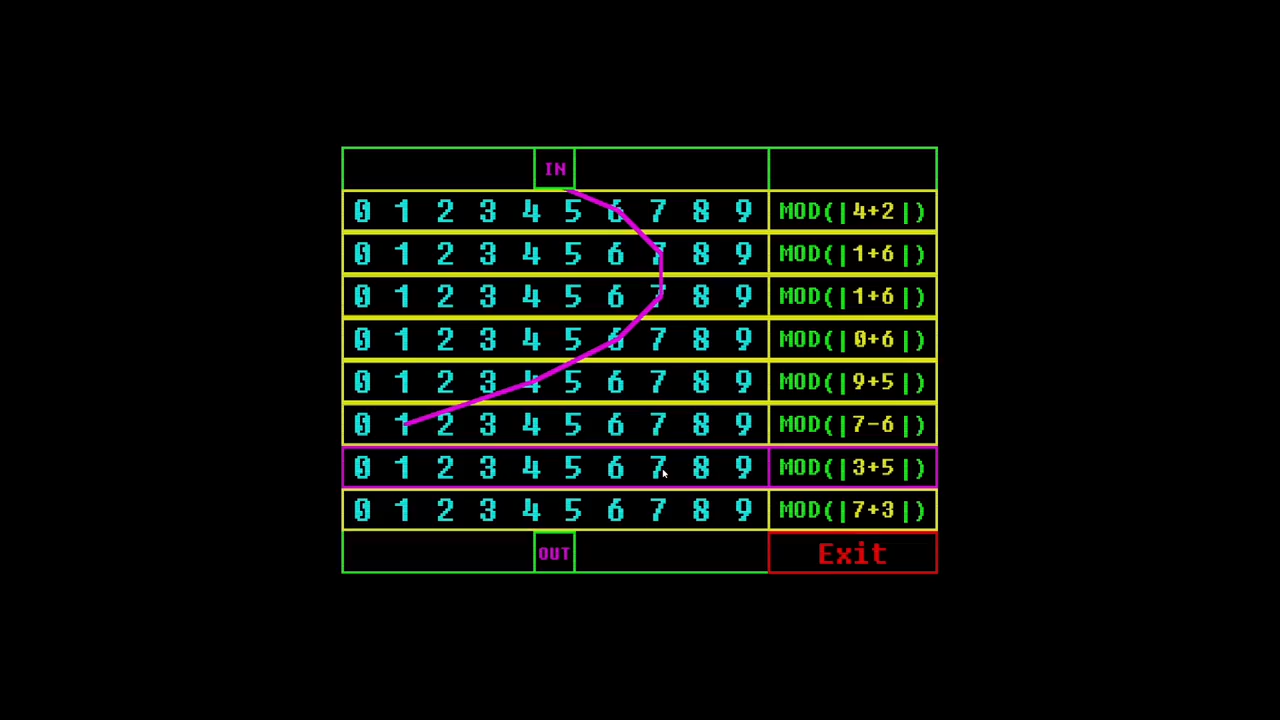 IN
0 1 2 3 4 5 6 7 8 9 MOD(|4+2|)
0 1 2 3 4 5 6 7 8 9 MOD(|1+6|)
0 1 2 3 4 5 6 7 8 9 MOD(|1+6|)
0 1 2 3 4 5 6 7 8 9 MOD(|0+6|)
0 1 2 3 4 5 6 7 8 9 MOD(|9+5|)
0 1 2 3 4 5 6 7 8 9 MOD(|7-6|)
0 1 2 3 4 5 6 7 8 9 MOD(|3+5|)
0 1 2 3 4 5 6 7 8 9 MOD(|7+3|)
OUT Exit